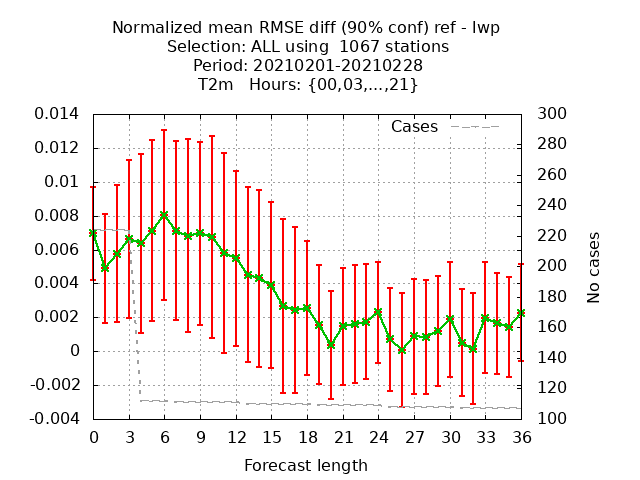 Normalized mean RMSE diff (90% conf) ref - lwp
Selection: ALL using  1067 stations
Period: 20210201-20210228
T2m   Hours: {00,03,...,21}
Cases
0.014
0.012
0.01
0.008
0.006
0.004
0.002
0
-0.002
-0.004
300
280
260
240
220
200
180
160
140
120
100
No cases
0 3 6 9 12 15 18 21 24 27 30 33 36
Forecast length